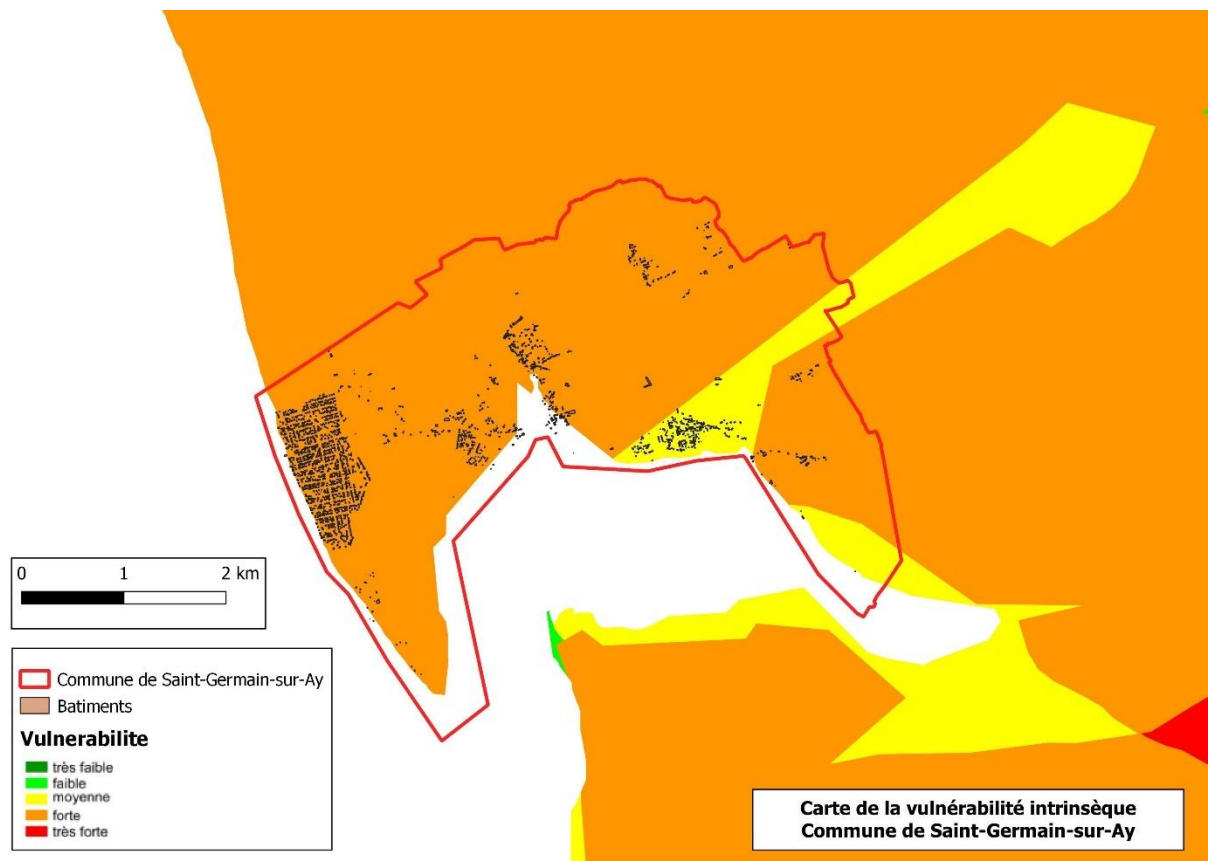 0 1 2 km
Commune de Saint-Germain-sur-Ay
Batiments
Vulnerabilite
très faible
faible
moyenne
forte
très forte
Carte de la vulnérabilité intrinsèque
Commune de Saint-Germain-sur-Ay